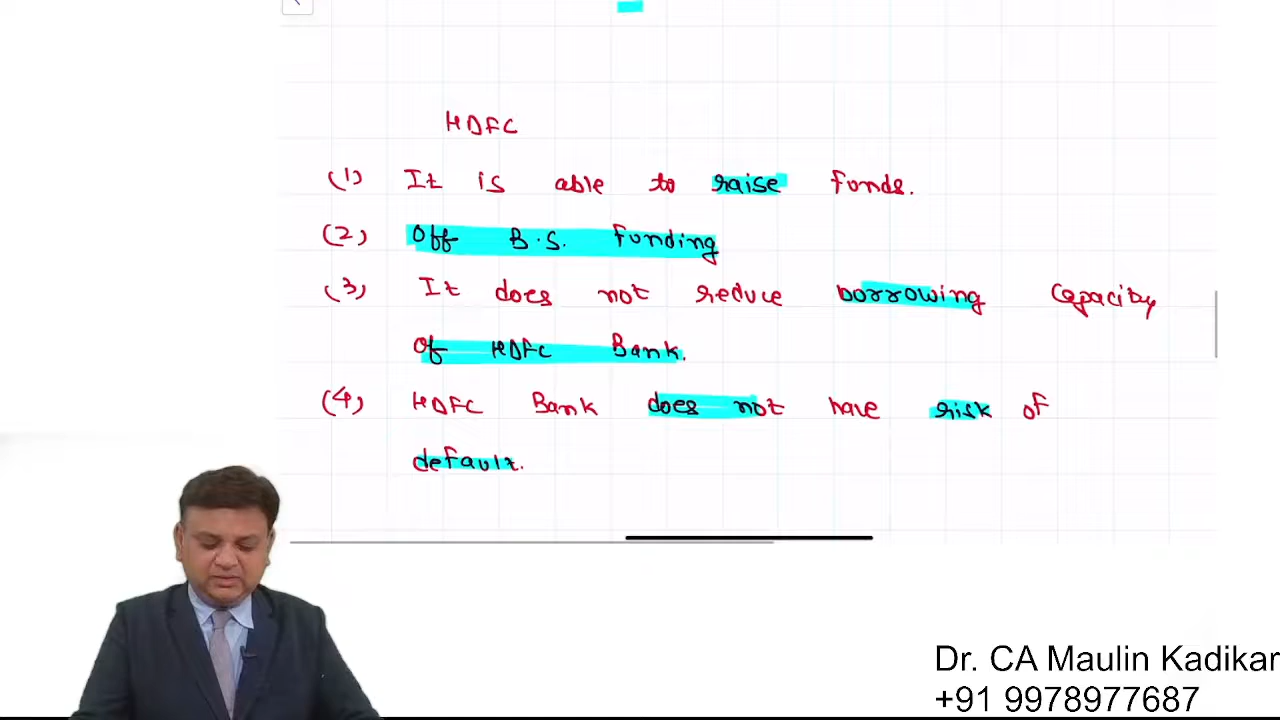 HDFC
(1) It is able to raise funds.
(2) Off B.S. Funding
(3) It does not reduce borrowing capacity
of HDFC Bank.
(4) HDFC Bank does not have risk of
default.
Dr. CA Maulin Kadikar
+91 9978977687